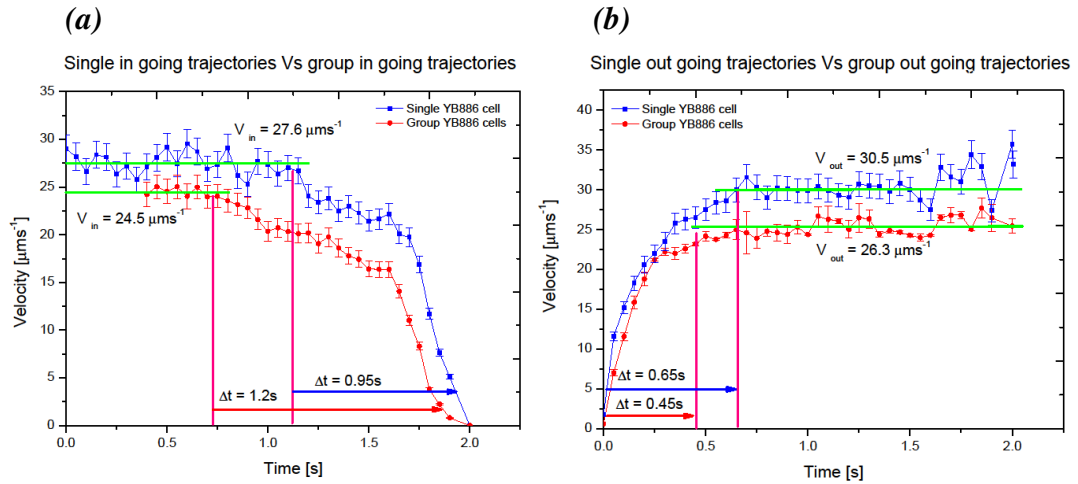 (a)
Single in going trajectories Vs group in going trajectories
Single YB886 cell
Group YB886 cells
V in = 27.6 μms-1
V in = 24.5 μms-1
Δt = 0.95s
Δt = 1.2s
Velocity [μms-1]
35
30
25
20
15
10
5
0
0.0 0.5 1.0 1.5 2.0
Time [s]
(b)
Single out going trajectories Vs group out going trajectories
Single YB886 cell
Group YB886 cells
V out = 30.5 μms-1
V out = 26.3 μms-1
Δt = 0.65s
Δt = 0.45s
Velocity [μms-1]
40
35
30
25
20
15
10
5
0
0.0 0.5 1.0 1.5 2.0
Time [s]